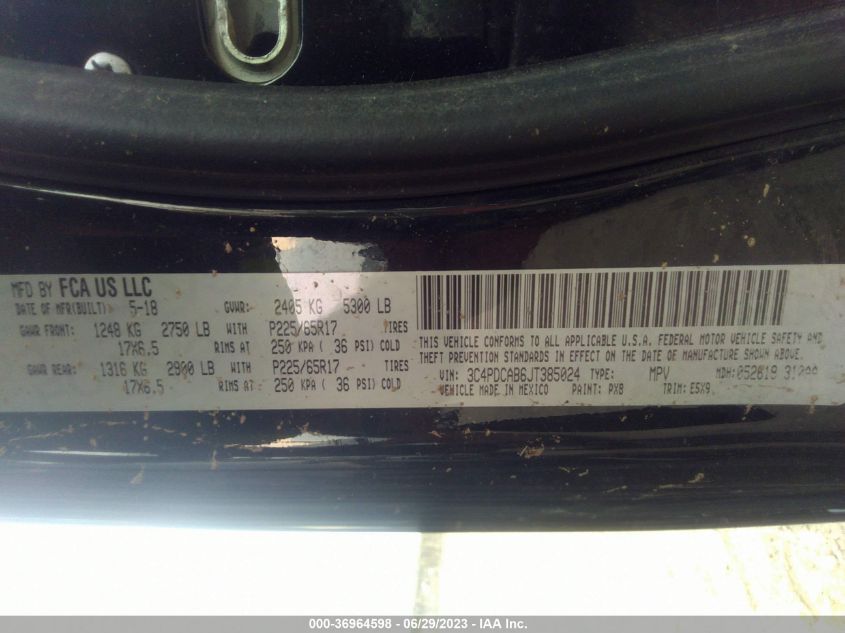 MFD BY FCA US LLC
DATE OF MFR(BUILT) 5-18 GVWR: 2405 KG 5300 LB
GAWR FRONT: 1248 KG 2750 LB WITH P225/65R17 TIRES
17X6.5 RIMS AT 250 KPA ( 36 PSI) COLD
GAWR REAR: 1316 KG 2900 LB WITH P225/65R17 TIRES
17X6.5 RIMS AT 250 KPA ( 36 PSI) COLD
THIS VEHICLE CONFORMS TO ALL APPLICABLE U.S.A. FEDERAL MOTOR VEHICLE SAFETY AND
THEFT PREVENTION STANDARDS IN EFFECT ON THE DATE OF MANUFACTURE SHOWN ABOVE.
VIN: 3C4PDCAB6JT385024 TYPE: MPV MDH:
VEHICLE MADE IN MEXICO PAINT: PX8 TRIM: E5X9
000-36964598 - 06/29/2023 - IAA Inc.